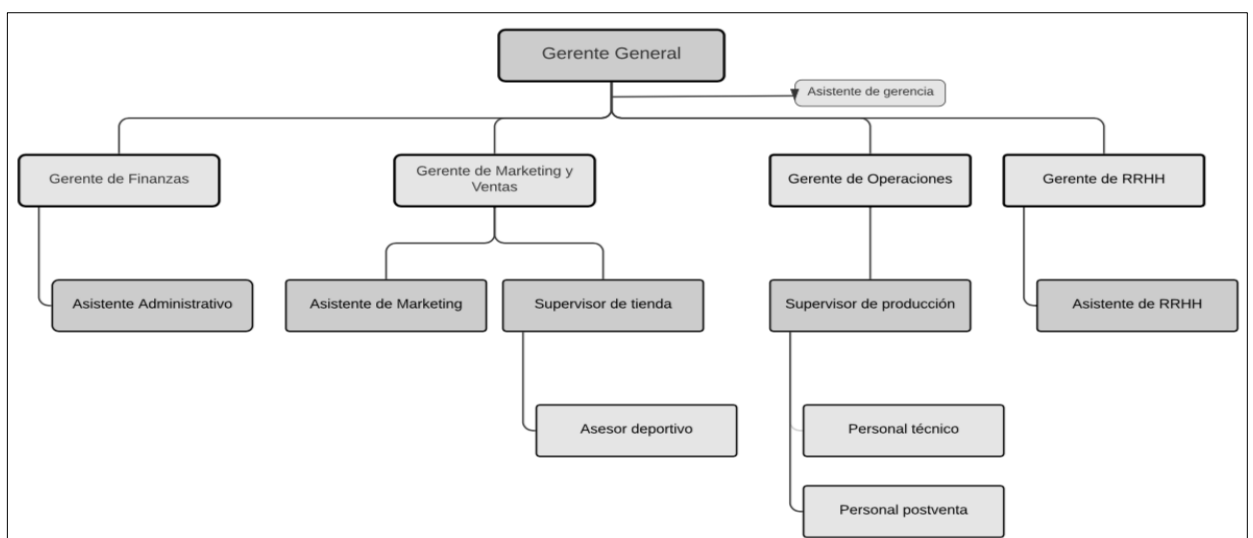 Gerente General
Asistente de gerencia
Gerente de Finanzas
Gerente de Marketing y
Ventas
Gerente de Operaciones
Gerente de RRHH
Asistente Administrativo
Asistente de Marketing
Supervisor de tienda
Supervisor de producción
Asistente de RRHH
Asesor deportivo
Personal técnico
Personal postventa